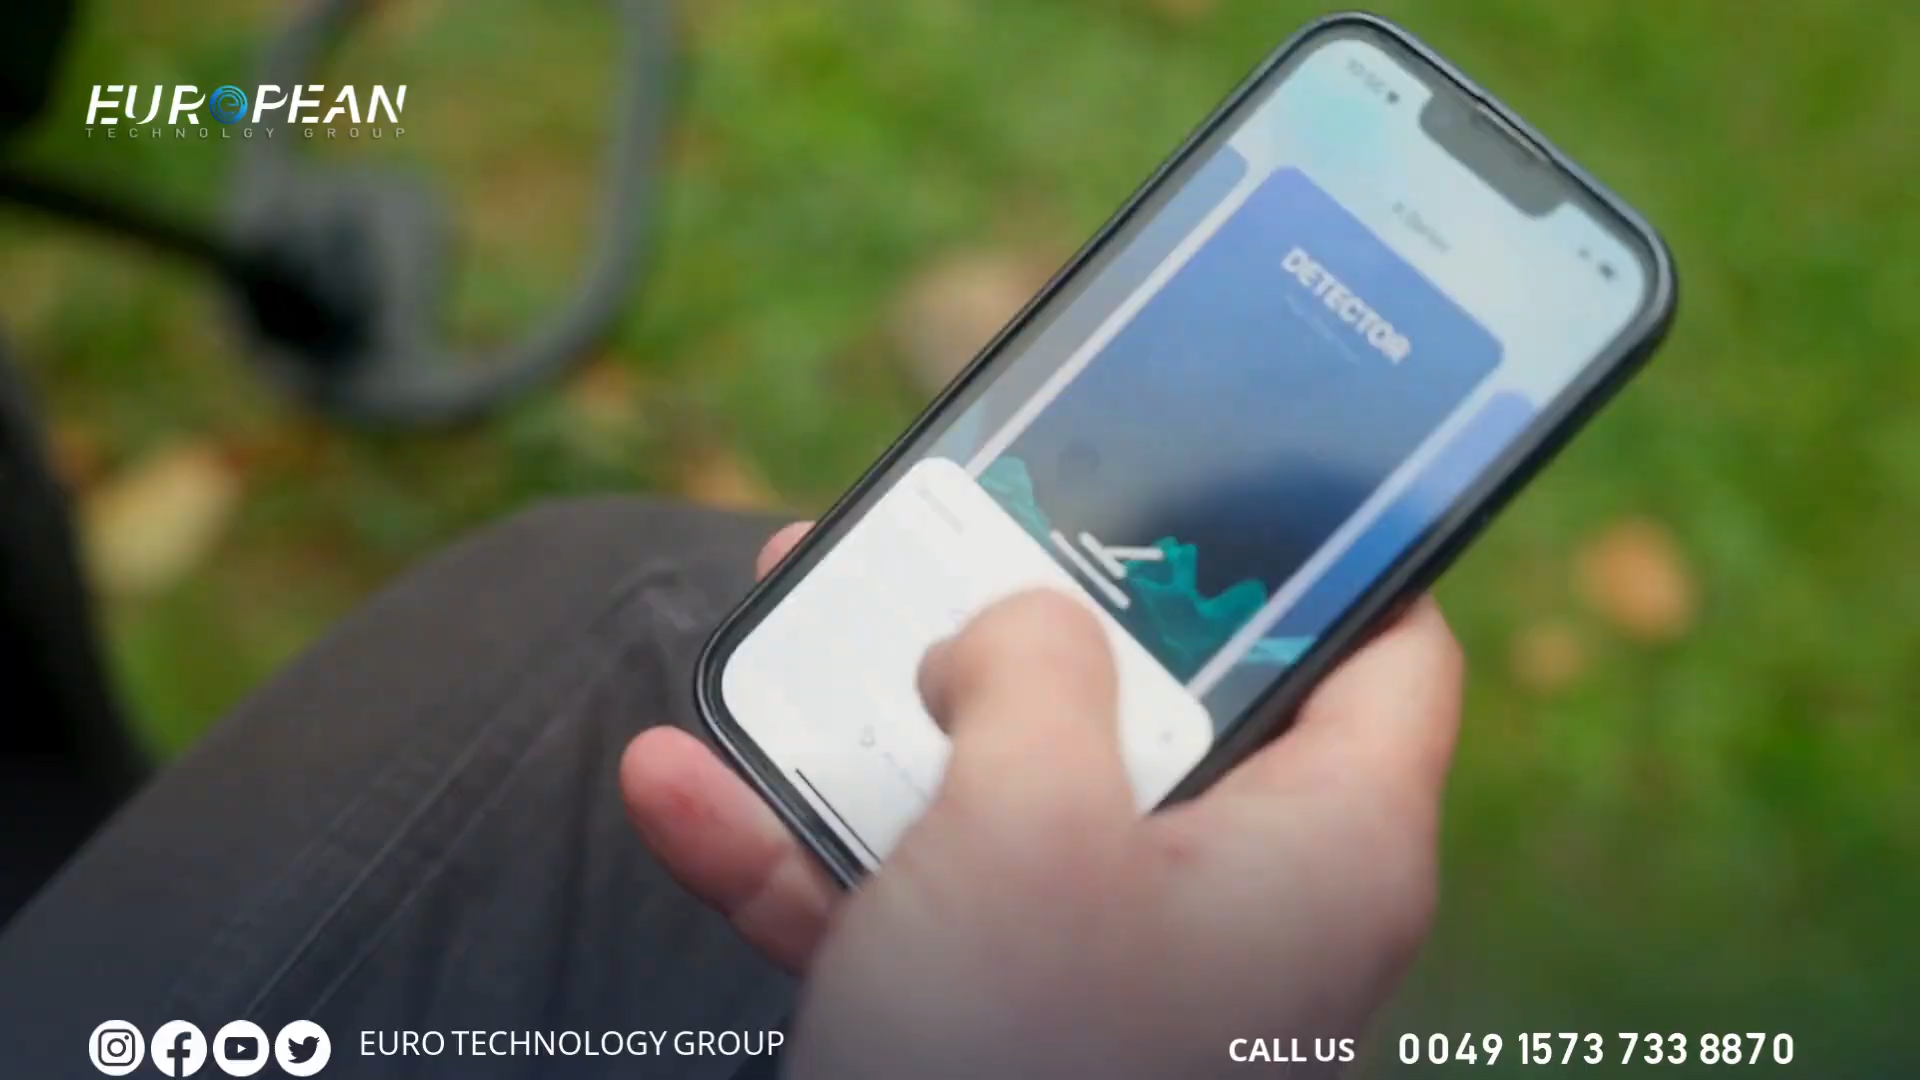 EUROPEAN
TECHNOLGY GROUP
DETECTOR
EURO TECHNOLOGY GROUP
CALL US 0049 1573 733 8870